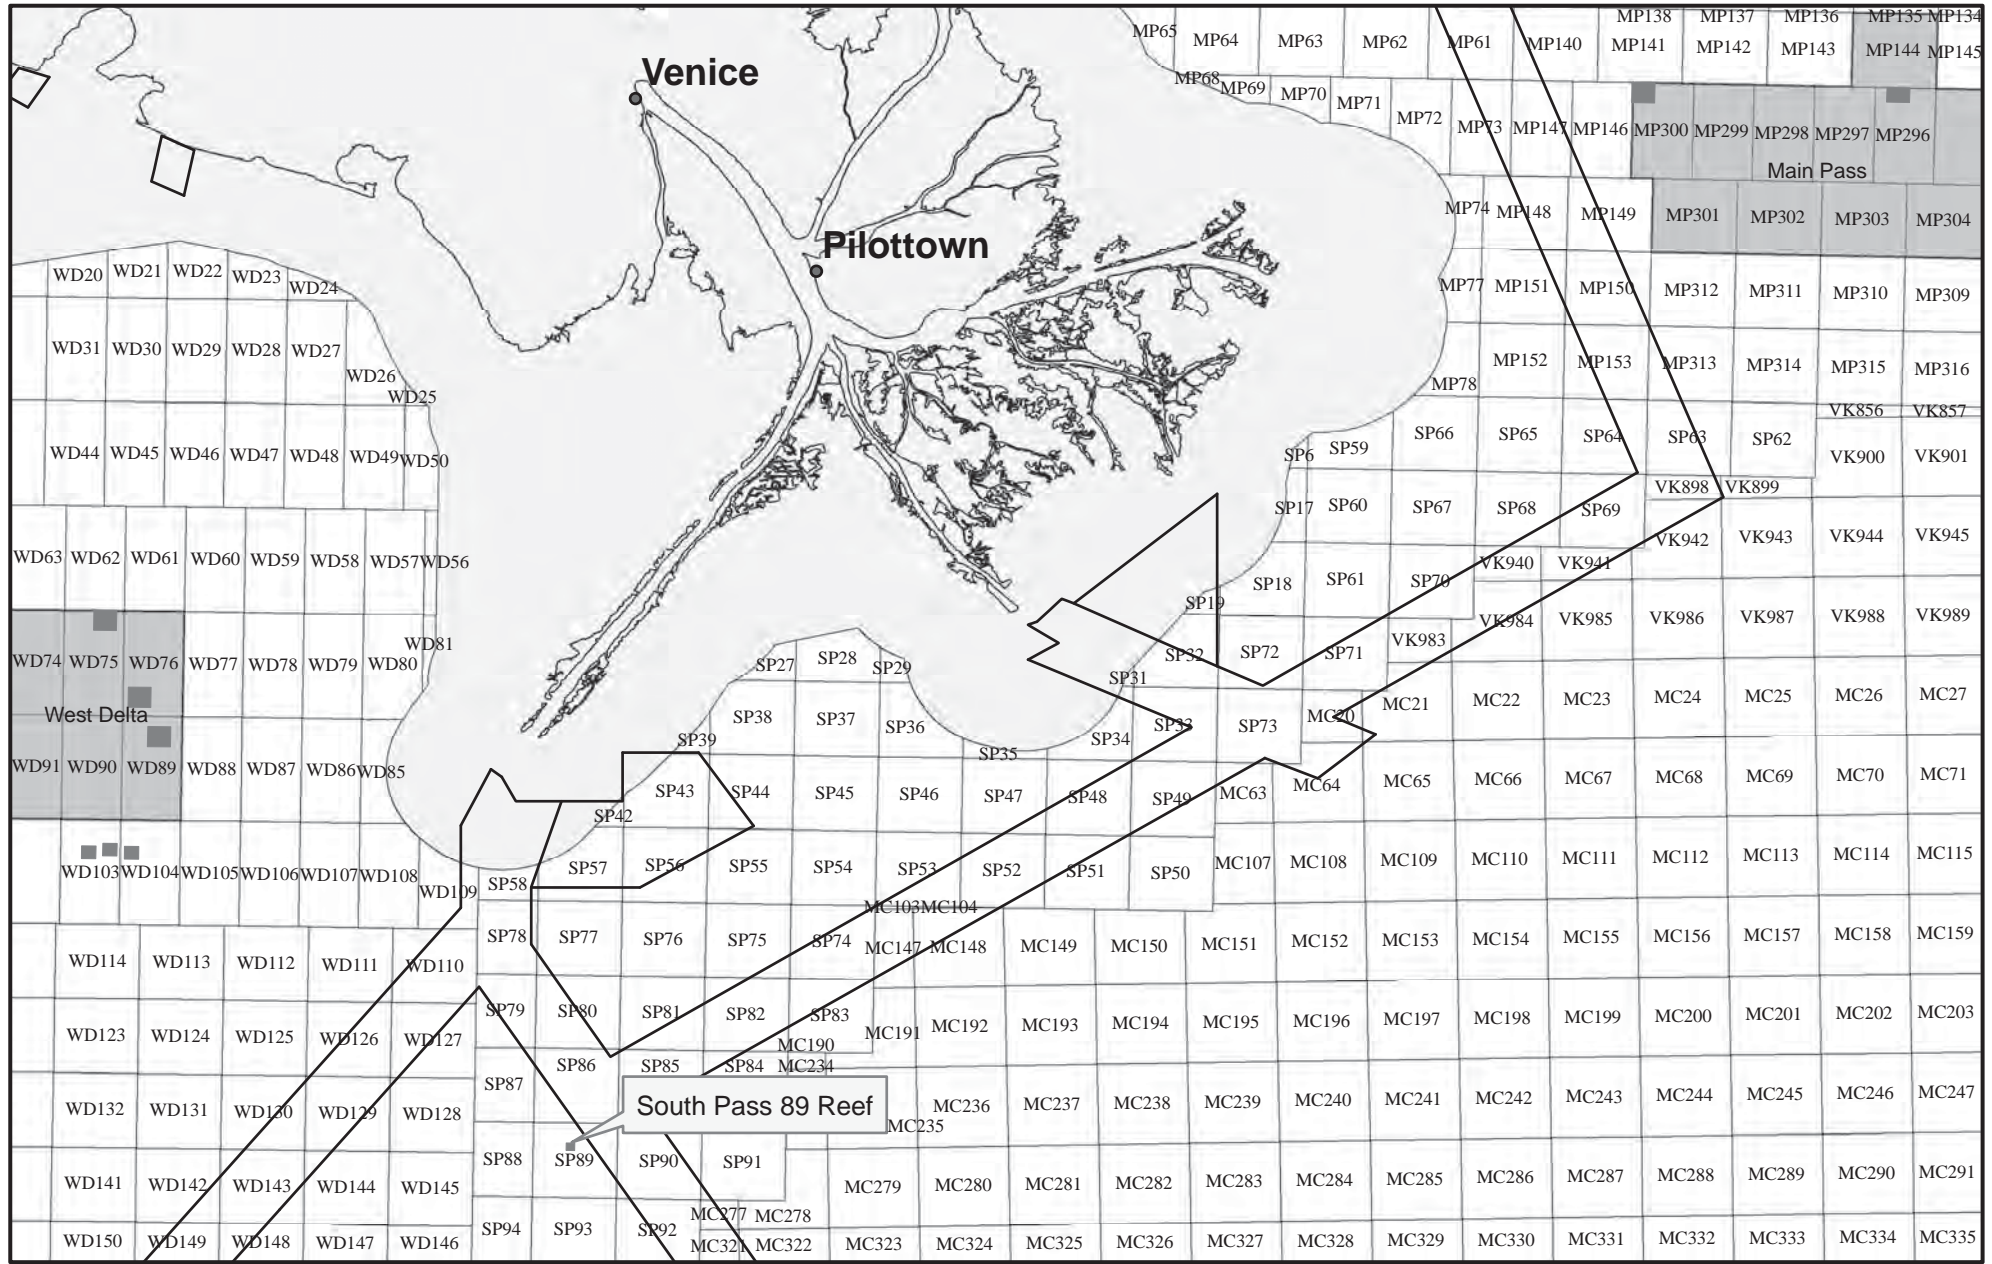 MP138 MP137 MP136 MP135 MP134
MP65 MP64 MP63 MP62 MP61 MP140 MP141 MP142 MP143 MP144 MP145
Venice
MP68 MP69 MP70 MP71 MP72 MP73 MP147 MP146 MP300 MP299 MP298 MP297 MP296
Main Pass
MP74 MP148 MP149 MP301 MP302 MP303 MP304
Pilottown
WD20 WD21 WD22 WD23 WD24
MP77 MP151 MP150 MP312 MP311 MP310 MP309
WD31 WD30 WD29 WD28 WD27 WD26 WD25
MP78 MP152 MP153 MP313 MP314 MP315 MP316
VK856 VK857
WD44 WD45 WD46 WD47 WD48 WD49 WD50
SP6 SP59 SP66 SP65 SP64 SP63 SP62 VK900 VK901
VK898 VK899
SP17 SP60 SP67 SP68 SP69 VK942 VK943 VK944 VK945
WD63 WD62 WD61 WD60 WD59 WD58 WD57 WD56
SP19 SP18 SP61 SP70 VK940 VK941
VK984 VK985 VK986 VK987 VK988 VK989
WD74 WD75 WD76 WD77 WD78 WD79 WD80 WD81
SP27 SP28 SP29 SP31 SP32 SP72 SP71 VK983
West Delta
SP39 SP38 SP37 SP36 SP35 SP34 SP33 SP73 MC20 MC21 MC22 MC23 MC24 MC25 MC26 MC27
WD91 WD90 WD89 WD88 WD87 WD86 WD85
SP42 SP43 SP44 SP45 SP46 SP47 SP48 SP49 MC63 MC64 MC65 MC66 MC67 MC68 MC69 MC70 MC71
WD103 WD104 WD105 WD106 WD107 WD108 WD109
SP58 SP57 SP56 SP55 SP54 SP53 SP52 SP51 SP50 MC107 MC108 MC109 MC110 MC111 MC112 MC113 MC114 MC115
MC103 MC104
WD114 WD113 WD112 WD111 WD110 SP78 SP77 SP76 SP75 SP74 MC147 MC148 MC149 MC150 MC151 MC152 MC153 MC154 MC155 MC156 MC157 MC158 MC159
WD123 WD124 WD125 WD126 WD127 SP79 SP80 SP81 SP82 SP83 MC191 MC192 MC193 MC194 MC195 MC196 MC197 MC198 MC199 MC200 MC201 MC202 MC203
MC190
SP87 SP86 SP85 SP84 MC234
WD132 WD131 WD130 WD129 WD128 South Pass 89 Reef MC235 MC236 MC237 MC238 MC239 MC240 MC241 MC242 MC243 MC244 MC245 MC246 MC247
WD141 WD142 WD143 WD144 WD145 SP88 SP89 SP90 SP91 MC279 MC280 MC281 MC282 MC283 MC284 MC285 MC286 MC287 MC288 MC289 MC290 MC291
MC277 MC278
WD150 WD149 WD148 WD147 WD146 SP94 SP93 SP92 MC321 MC322 MC323 MC324 MC325 MC326 MC327 MC328 MC329 MC330 MC331 MC332 MC333 MC334 MC335